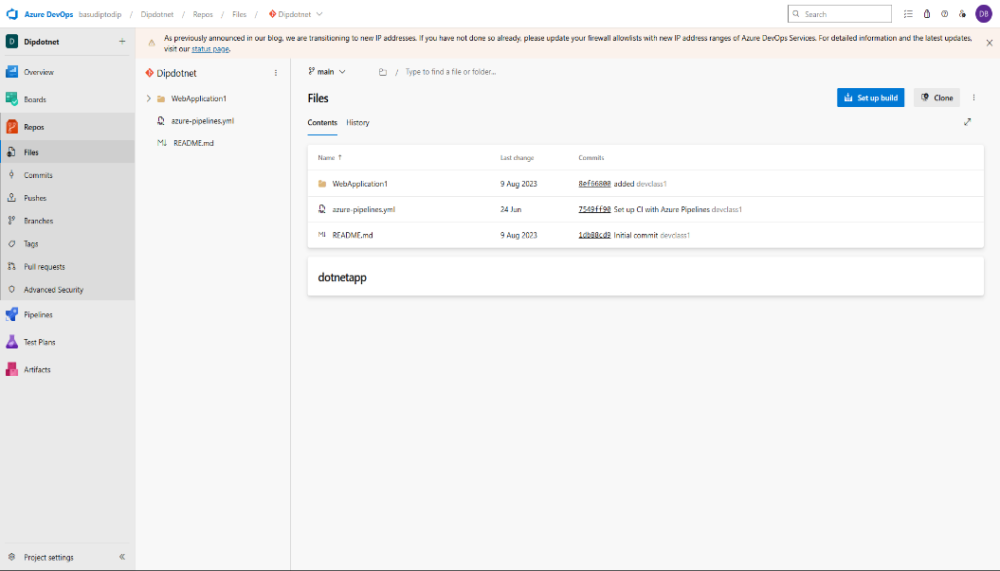 Azure DevOps basudiptodip / Dipdotnet / Repos / Files / Dipdotnet
Search
DB
D Dipdotnet +
As previously announced in our blog, we are transitioning to new IP addresses. If you have not done so already, please update your firewall allowlists with new IP address ranges of Azure DevOps Services. For detailed information and the latest updates,
visit our status page.
Overview
Boards
Repos
Files
Commits
Pushes
Branches
Tags
Pull requests
Advanced Security
Pipelines
Test Plans
Artifacts
Project settings
Dipdotnet
WebApplication1
azure-pipelines.yml
README.md
main / Type to find a file or folder...
Files
Set up build
Clone
Contents History
Name ↑ Last change Commits
WebApplication1 9 Aug 2023 8ef66800 added devclass1
azure-pipelines.yml 24 Jun 7549ff90 Set up CI with Azure Pipelines devclass1
README.md 9 Aug 2023 1db88cd9 Initial commit devclass1
dotnetapp